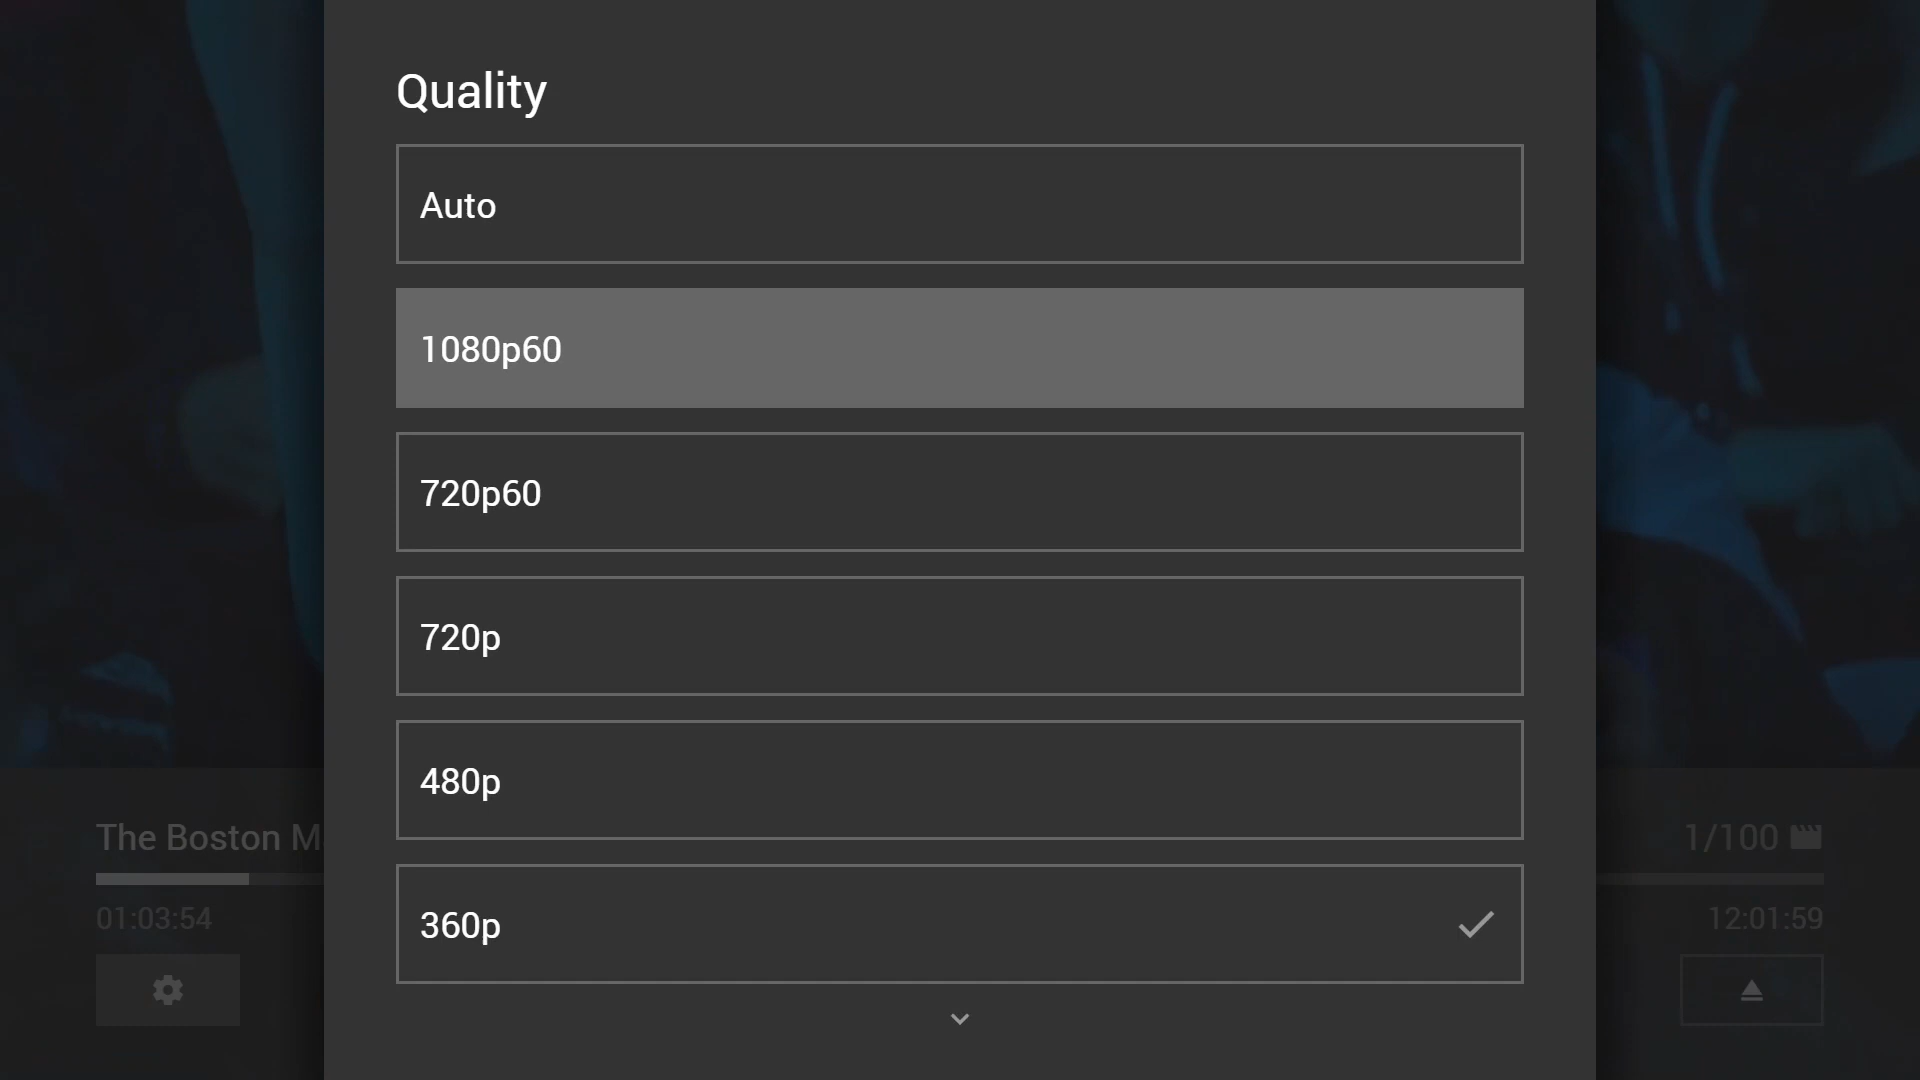 Quality
Auto
1080p60
720p60
720p
480p
360p
The Boston
1/100
01:03:54
12:01:59